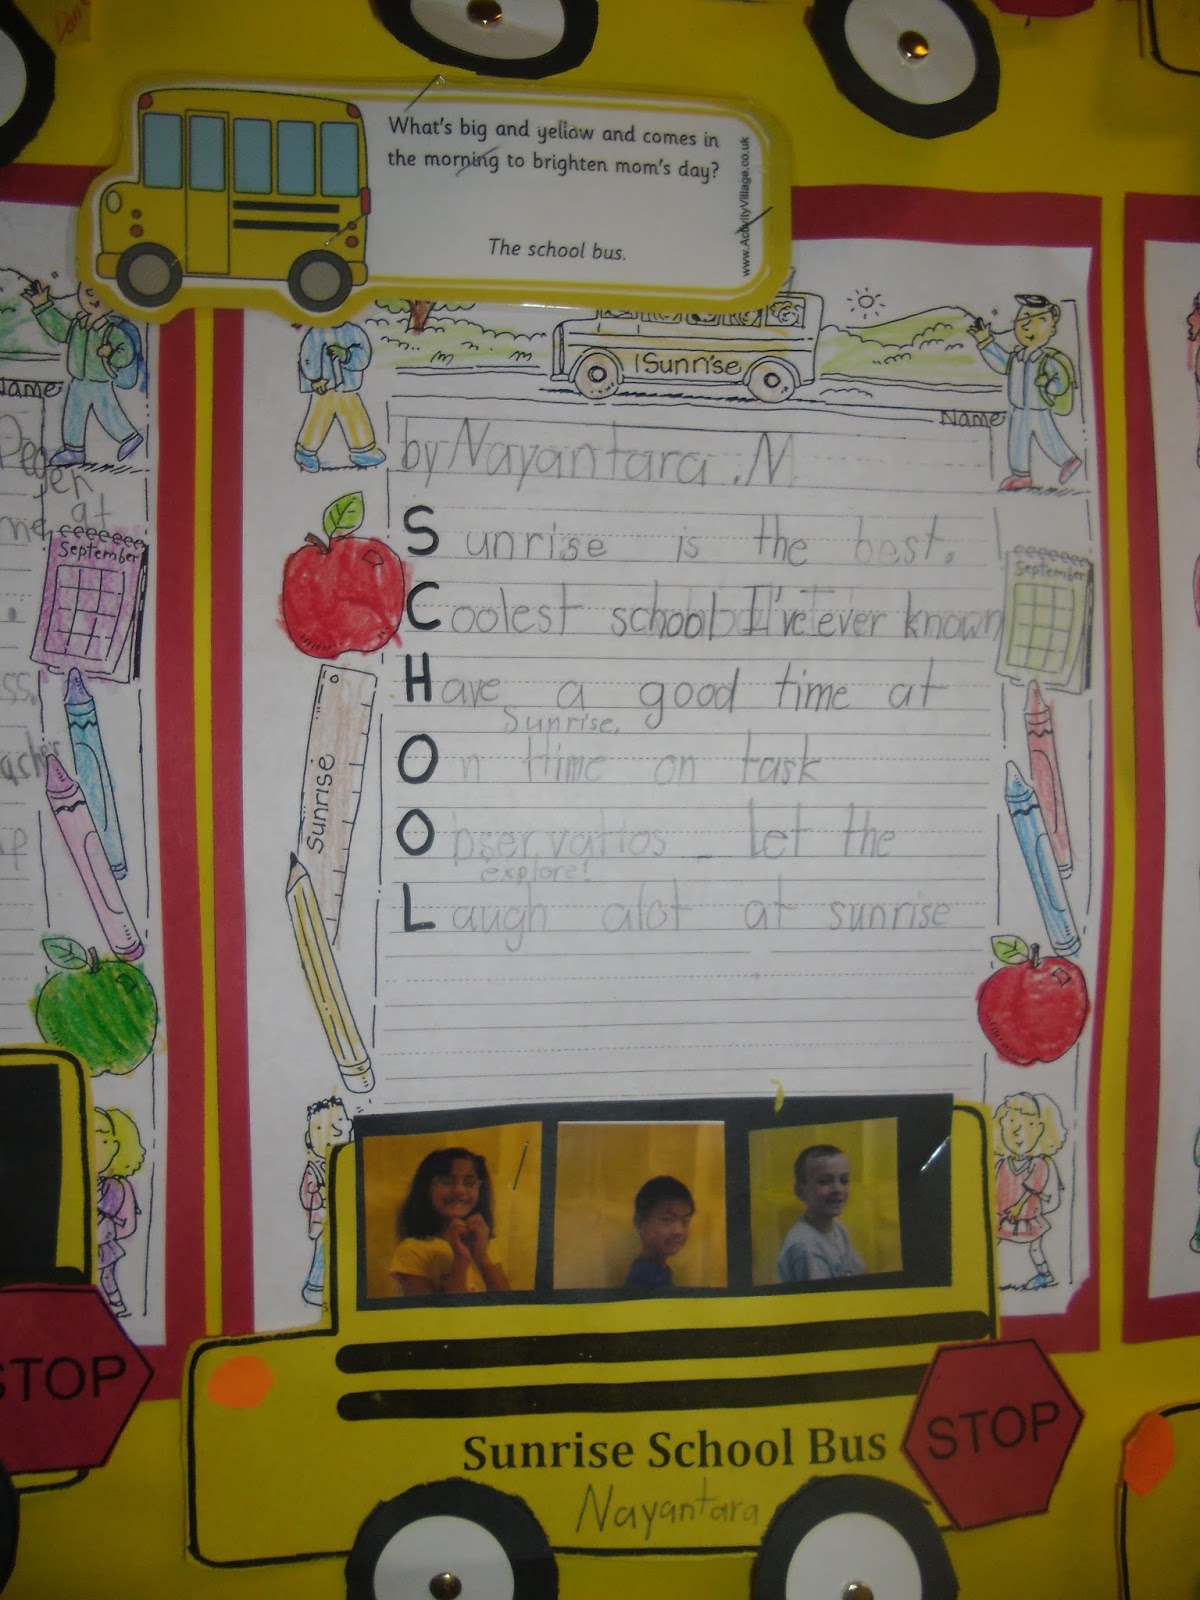 Dani
What's big and yellow and comes in
the morning to brighten mom's day?
The school bus.
www.ActivityVillage.co.uk
Sunrise
Name
by Nayantara .M.
Sunrise is the best.
Coolest school I've ever known
Have a good time at
Sunrise.
On time on task
Observatios let the
explore!
Laugh alot at sunrise
September
September
Sunrise
Name
at
STOP
Sunrise School Bus
STOP
Nayantara